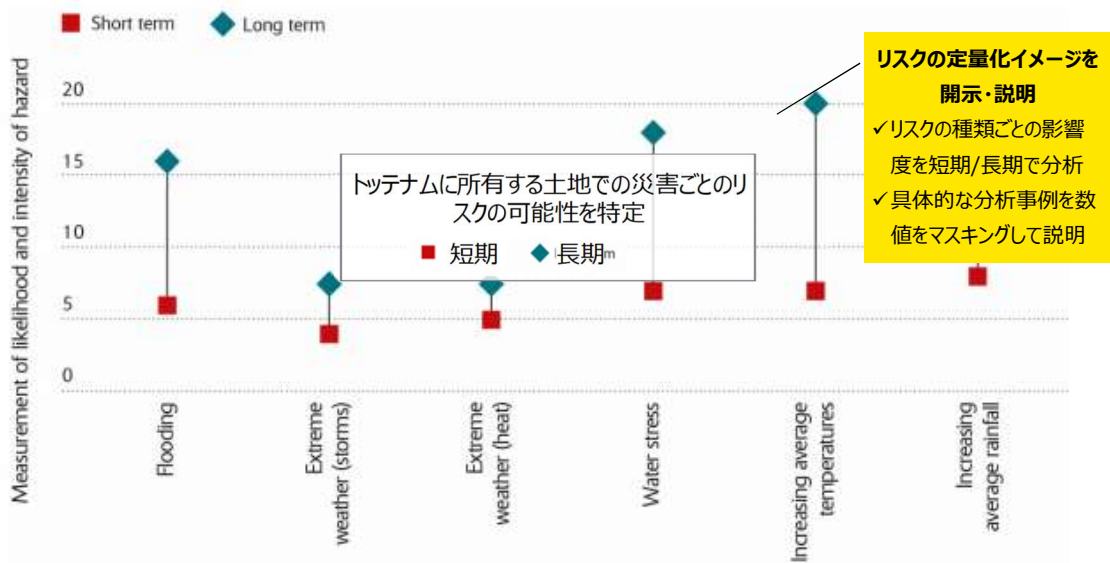 Short term
Long term
Measurement of likelihood and intensity of hazard
20
15
10
5
0
トッテナムに所有する土地での災害ごとのリ
スクの可能性を特定
短期
長期
リスクの定量化イメージを
開示・説明
✓リスクの種類ごとの影響
度を短期/長期で分析
✓具体的な分析事例を数
値をマスキングして説明
Flooding
Extreme
weather (storms)
Extreme
weather (heat)
Water stress
Increasing average
temperatures
Increasing
average rainfall